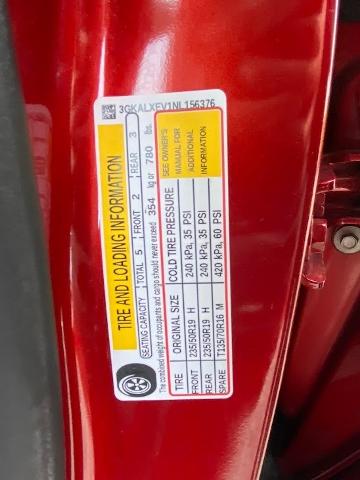 3GKALXEV1NL156376
TIRE AND LOADING INFORMATION
SEATING CAPACITY TOTAL 5 FRONT 2 REAR 3
The combined weight of occupants and cargo should never exceed 354 kg or 780 lbs.
TIRE ORIGINAL SIZE COLD TIRE PRESSURE
FRONT 235/50R19 H 240 kPa, 35 PSI
REAR 235/50R19 H 240 kPa, 35 PSI
SPARE T135/70R16 M 420 kPa, 60 PSI
SEE OWNER'S
MANUAL FOR
ADDITIONAL
INFORMATION